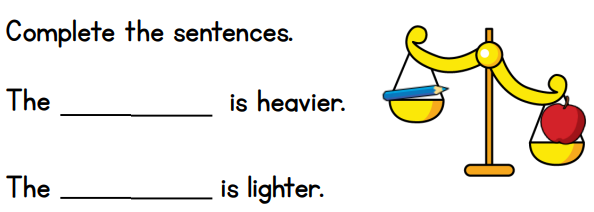 Complete the sentences.
The __________ is heavier.
The __________ is lighter.